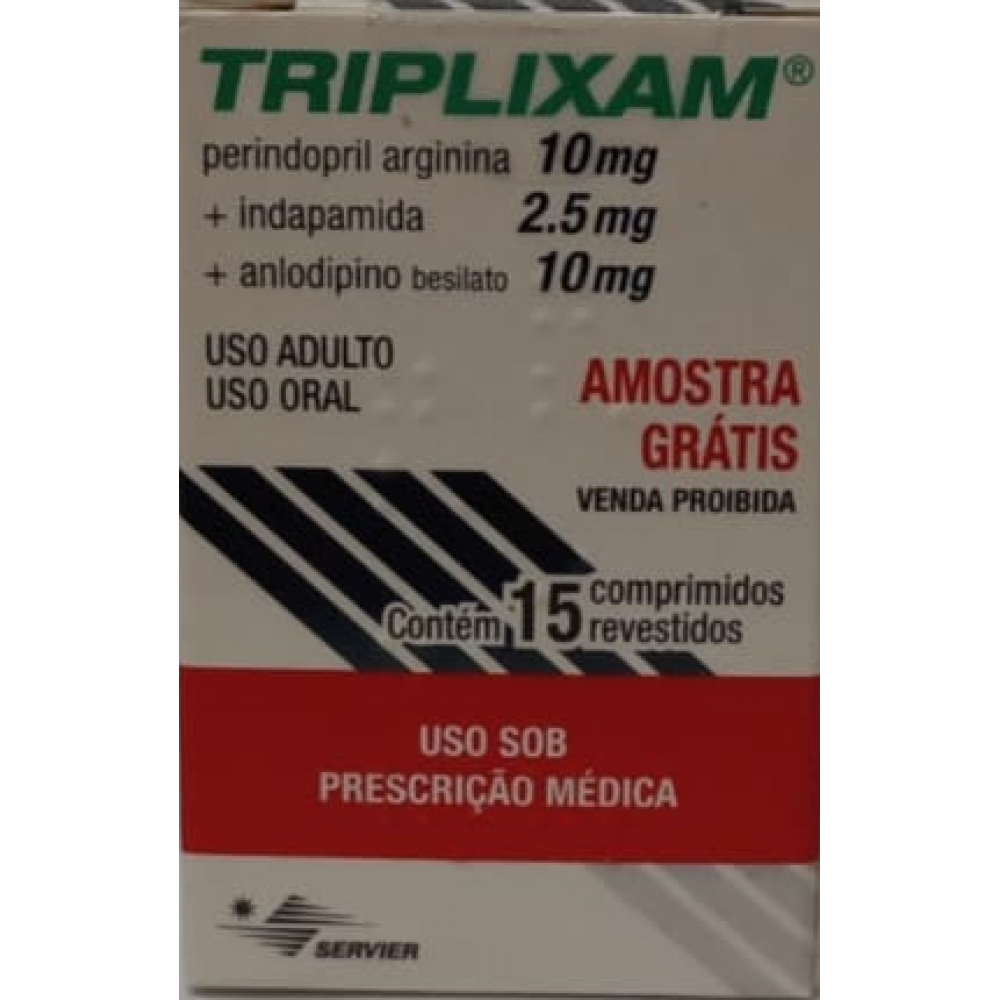 TRIPLIXAM®
perindopril arginina 10mg
+ indapamida 2.5mg
+ anlodipino besilato 10mg
USO ADULTO
USO ORAL
AMOSTRA
GRÁTIS
VENDA PROIBIDA
Contém 15 comprimidos
revestidos
USO SOB
PRESCRIÇÃO MÉDICA
SERVIER